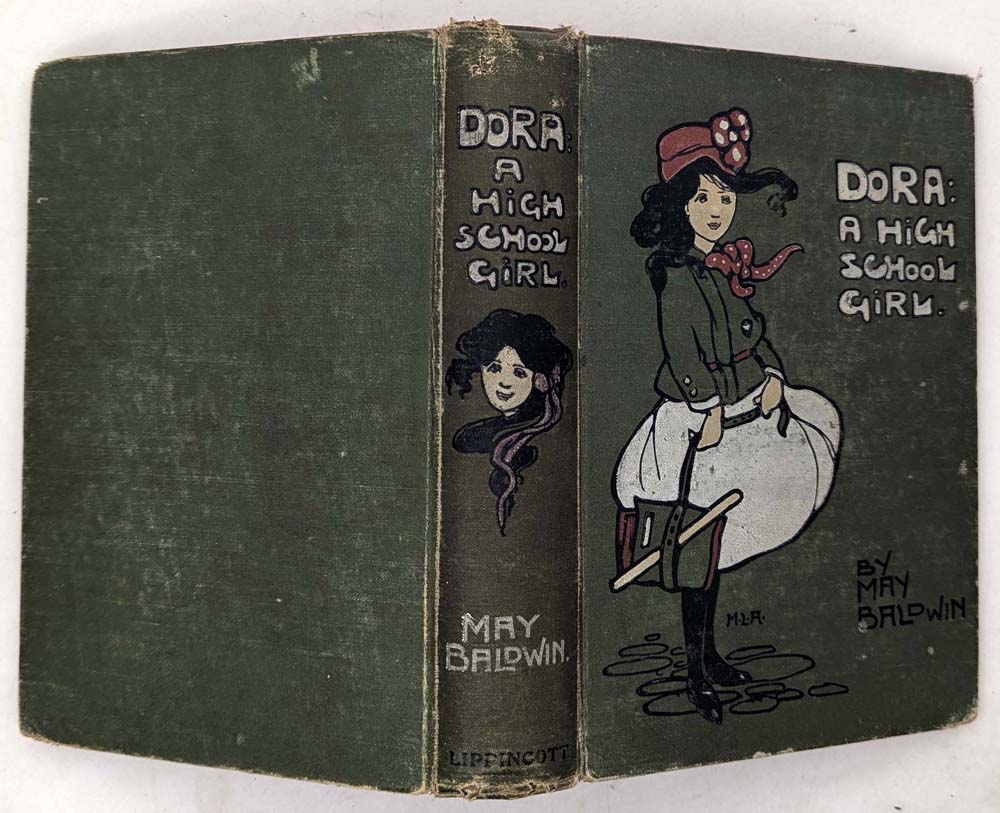 DORA:
A
HiGH
SCHOOL
GiRL.
MAY
BALDWIN.
LIPPINCOTT
DORA:
A HiGH
SCHOOL
GiRL.
BY
MAY
BALDWIN
M.L.A.